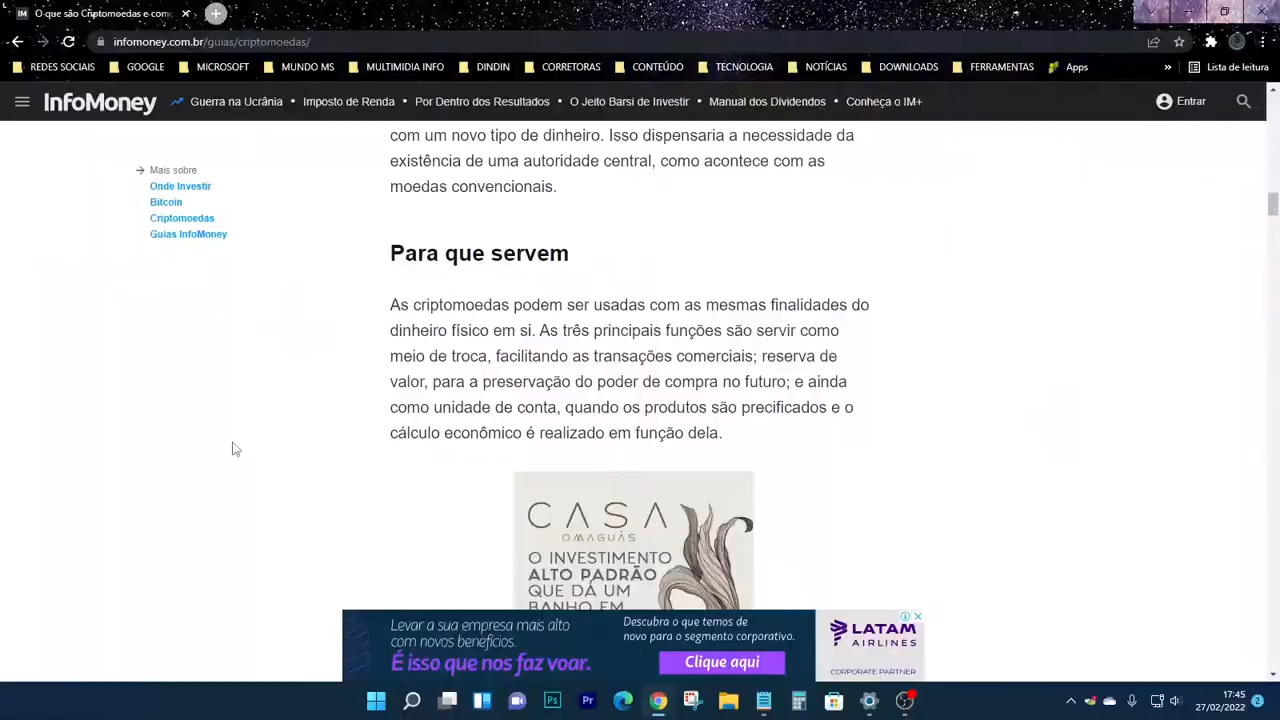 IM O que são Criptomoedas e com
infomoney.com.br/guias/criptomoedas/
REDES SOCIAIS GOOGLE MICROSOFT MUNDO MS MULTIMIDIA INFO DINDIN CORRETORAS CONTEÚDO TECNOLOGIA NOTÍCIAS DOWNLOADS FERRAMENTAS Apps » Lista de leitura
InfoMoney Guerra na Ucrânia • Imposto de Renda • Por Dentro dos Resultados • O Jeito Barsi de Investir • Manual dos Dividendos • Conheça o IM+ Entrar
com um novo tipo de dinheiro. Isso dispensaria a necessidade da
existência de uma autoridade central, como acontece com as
moedas convencionais.
Mais sobre
Onde Investir
Bitcoin
Criptomoedas
Guias InfoMoney
Para que servem
As criptomoedas podem ser usadas com as mesmas finalidades do
dinheiro físico em si. As três principais funções são servir como
meio de troca, facilitando as transações comerciais; reserva de
valor, para a preservação do poder de compra no futuro; e ainda
como unidade de conta, quando os produtos são precificados e o
cálculo econômico é realizado em função dela.
CASA
OMAGUÁS
O INVESTIMENTO
ALTO PADRÃO
QUE DÁ UM
BANHO EM
Levar a sua empresa mais alto
com novos benefícios.
É isso que nos faz voar.
Descubra o que temos de
novo para o segmento corporativo.
Clique aqui
LATAM
AIRLINES
CORPORATE PARTNER
Ps Pr
17:45
27/02/2022
2